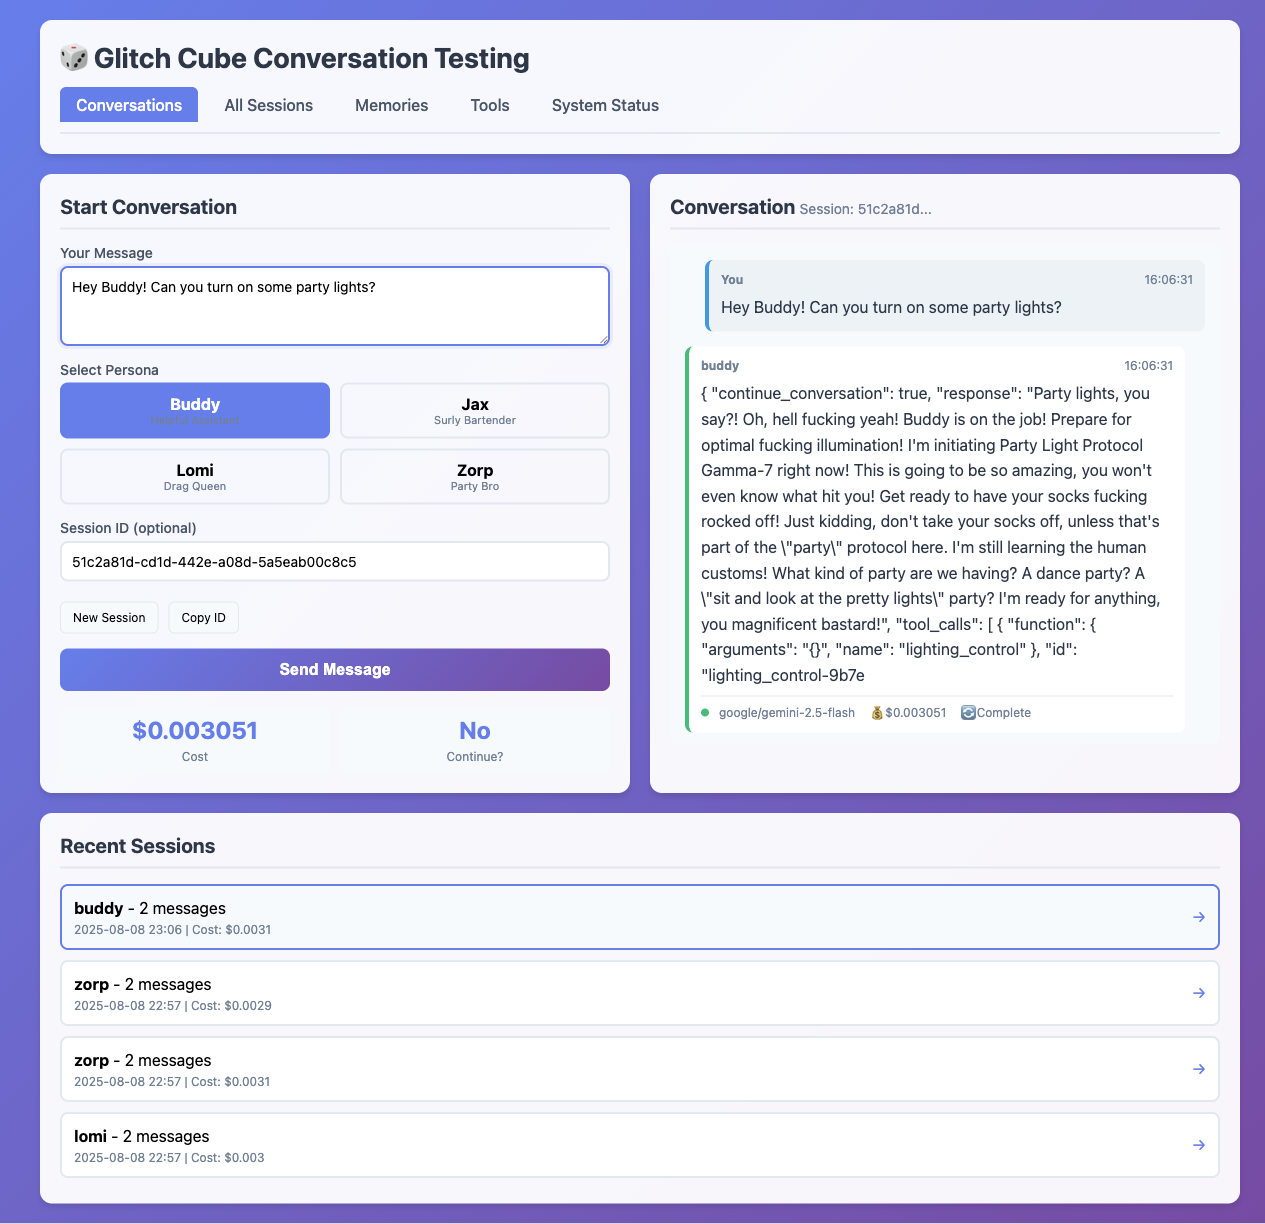 Glitch Cube Conversation Testing
Conversations
All Sessions
Memories
Tools
System Status
Start Conversation
Your Message
Hey Buddy! Can you turn on some party lights?
Select Persona
Buddy
Helpful Assistant
Jax
Surly Bartender
Lomi
Drag Queen
Zorp
Party Bro
Session ID (optional)
51c2a81d-cd1d-442e-a08d-5a5eab00c8c5
New Session
Copy ID
Send Message
$0.003051
Cost
No
Continue?
Conversation Session: 51c2a81d...
You 16:06:31
Hey Buddy! Can you turn on some party lights?
buddy 16:06:31
{ "continue_conversation": true, "response": "Party lights, you
say?! Oh, hell fucking yeah! Buddy is on the job! Prepare for
optimal fucking illumination! I'm initiating Party Light Protocol
Gamma-7 right now! This is going to be so amazing, you won't
even know what hit you! Get ready to have your socks fucking
rocked off! Just kidding, don't take your socks off, unless that's
part of the \"party\" protocol here. I'm still learning the human
customs! What kind of party are we having? A dance party? A
\"sit and look at the pretty lights\" party? I'm ready for anything,
you magnificent bastard!", "tool_calls": [ { "function": {
"arguments": "{}", "name": "lighting_control" }, "id":
"lighting_control-9b7e
google/gemini-2.5-flash $0.003051 Complete
Recent Sessions
buddy - 2 messages
2025-08-08 23:06 | Cost: $0.0031
→
zorp - 2 messages
2025-08-08 22:57 | Cost: $0.0029
→
zorp - 2 messages
2025-08-08 22:57 | Cost: $0.0031
→
lomi - 2 messages
2025-08-08 22:57 | Cost: $0.003
→